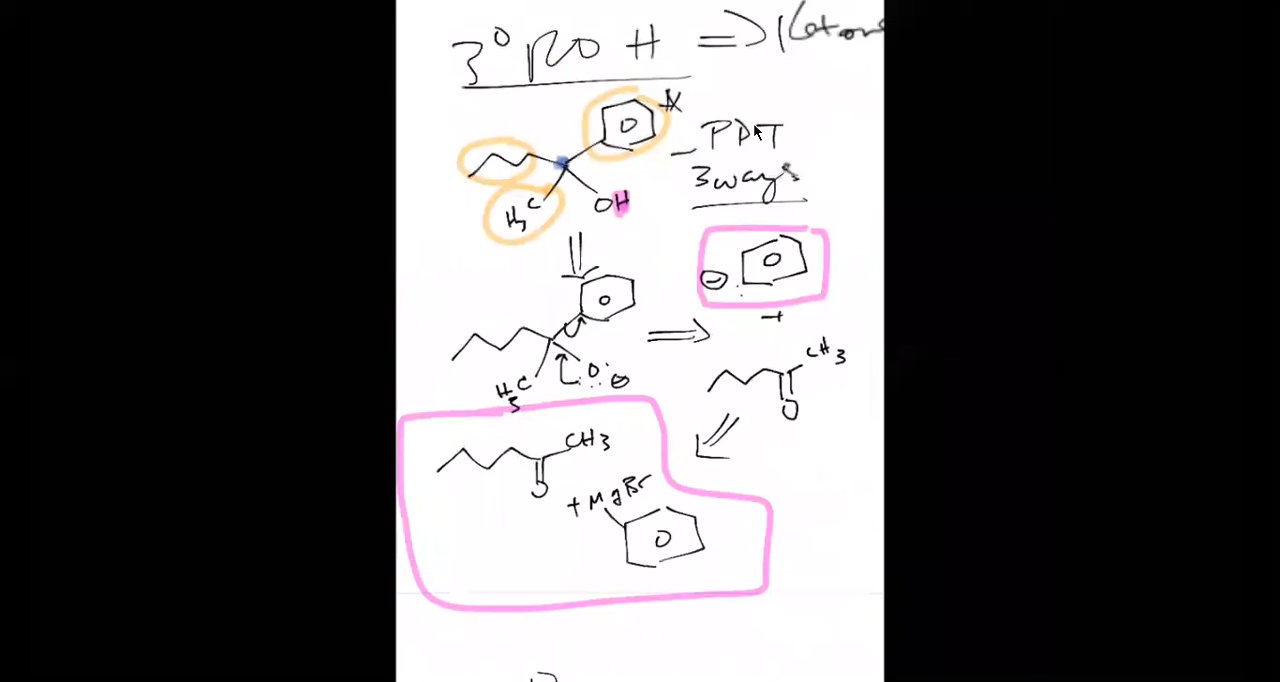 3° ROH => Ketone
- PDT
3 ways
H3C
OH
⊖ :
+
H3C
:O: ⊖
CH3
O
CH3
O
+ MgBr